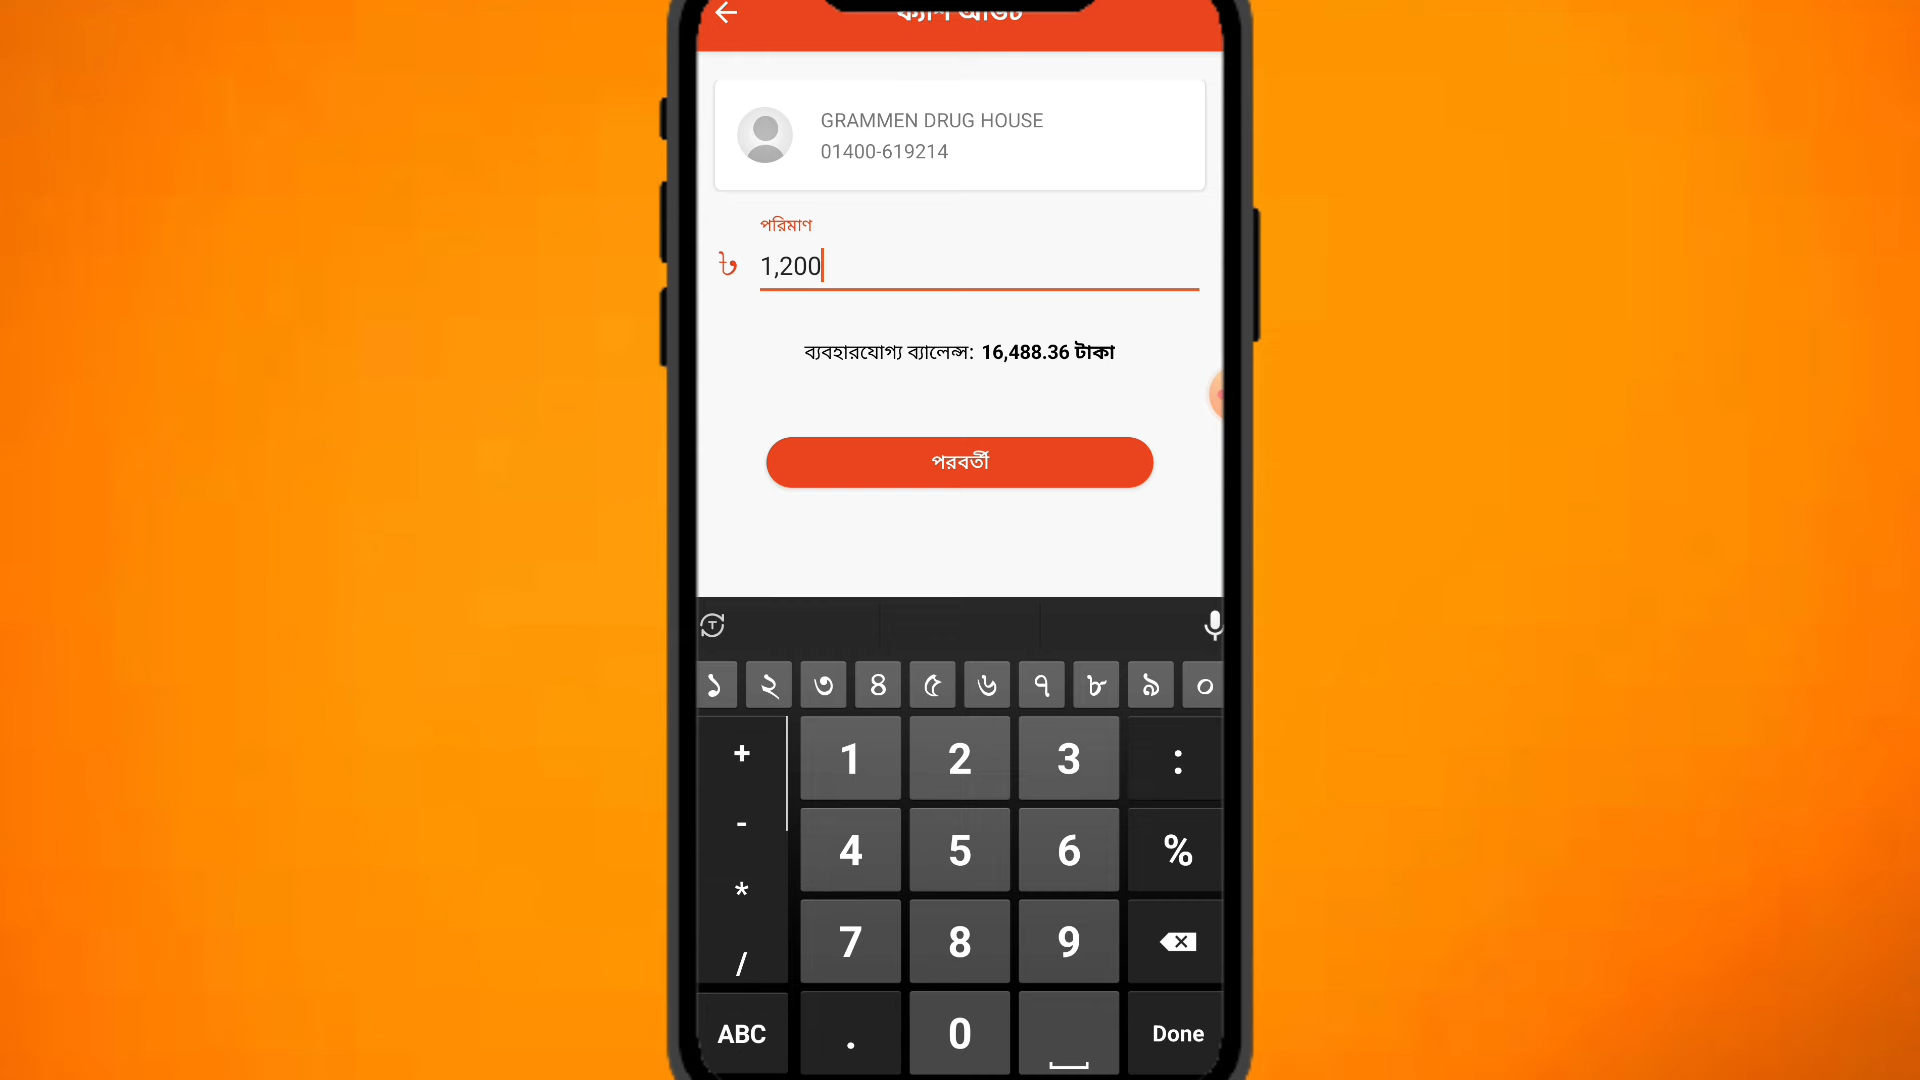 ক্যাশ আউট
GRAMMEN DRUG HOUSE
01400-619214
পরিমাণ
৳ 1,200
ব্যবহারযোগ্য ব্যালেন্স: 16,488.36 টাকা
পরবর্তী
১ ২ ৩ ৪ ৫ ৬ ৭ ৮ ৯ ০
+ 1 2 3 :
- 4 5 6 %
*
7 8 9
/
ABC . 0 Done